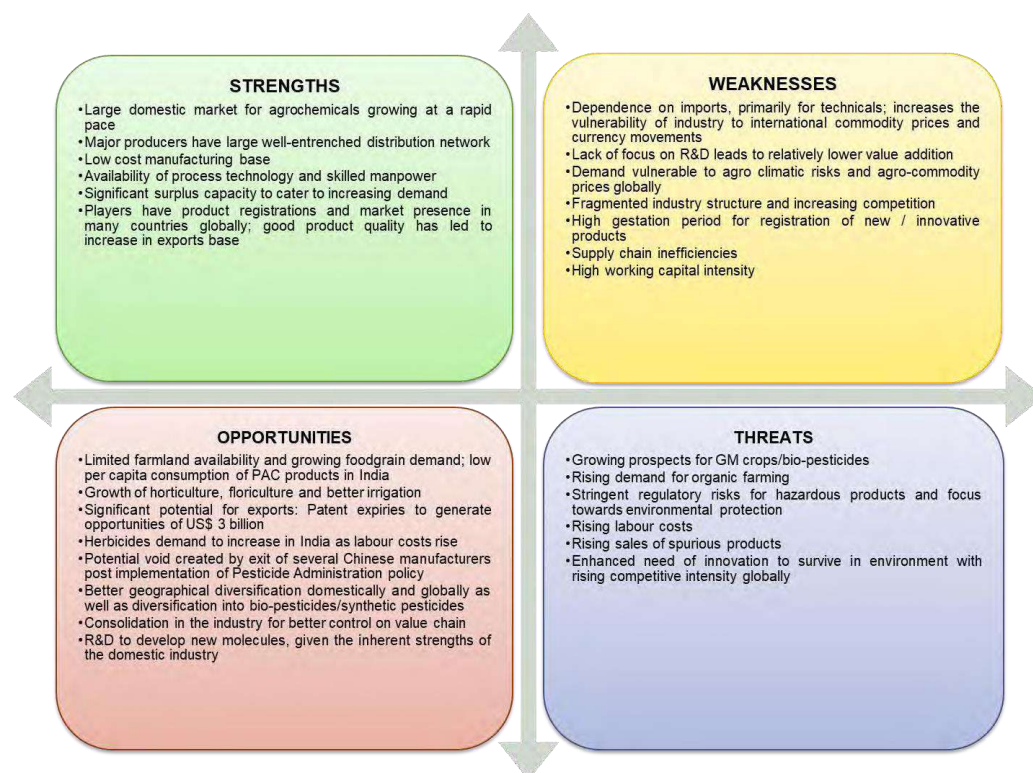 STRENGTHS
•Large domestic market for agrochemicals growing at a rapid
pace
•Major producers have large well-entrenched distribution network
•Low cost manufacturing base
•Availability of process technology and skilled manpower
•Significant surplus capacity to cater to increasing demand
•Players have product registrations and market presence in
many countries globally; good product quality has led to
increase in exports base
WEAKNESSES
•Dependence on imports, primarily for technicals; increases the
vulnerability of industry to international commodity prices and
currency movements
•Lack of focus on R&D leads to relatively lower value addition
•Demand vulnerable to agro climatic risks and agro-commodity
prices globally
•Fragmented industry structure and increasing competition
•High gestation period for registration of new / innovative
products
•Supply chain inefficiencies
•High working capital intensity
OPPORTUNITIES
•Limited farmland availability and growing foodgrain demand; low
per capita consumption of PAC products in India
•Growth of horticulture, floriculture and better irrigation
•Significant potential for exports: Patent expiries to generate
opportunities of US$ 3 billion
•Herbicides demand to increase in India as labour costs rise
•Potential void created by exit of several Chinese manufacturers
post implementation of Pesticide Administration policy
•Better geographical diversification domestically and globally as
well as diversification into bio-pesticides/synthetic pesticides
•Consolidation in the industry for better control on value chain
•R&D to develop new molecules, given the inherent strengths of
the domestic industry
THREATS
•Growing prospects for GM crops/bio-pesticides
•Rising demand for organic farming
•Stringent regulatory risks for hazardous products and focus
towards environmental protection
•Rising labour costs
•Rising sales of spurious products
•Enhanced need of innovation to survive in environment with
rising competitive intensity globally